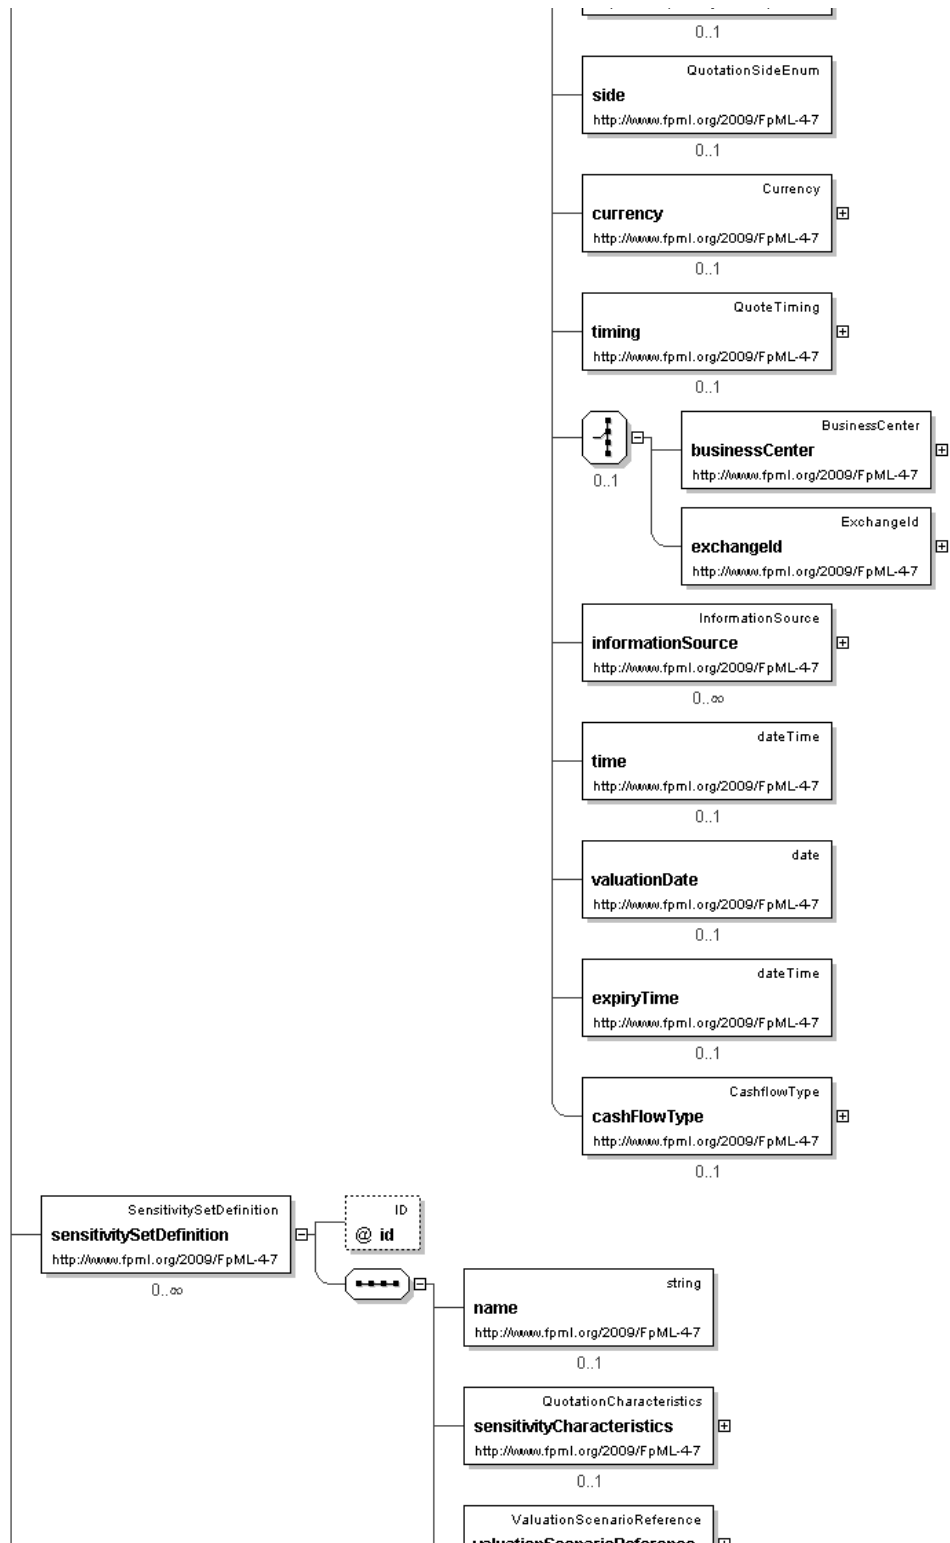 0..1
QuotationSideEnum
side
http://www.fpml.org/2009/FpML-4-7
0..1
Currency
currency
http://www.fpml.org/2009/FpML-4-7
0..1
QuoteTiming
timing
http://www.fpml.org/2009/FpML-4-7
0..1
BusinessCenter
businessCenter
http://www.fpml.org/2009/FpML-4-7
0..1
ExchangeId
exchangeId
http://www.fpml.org/2009/FpML-4-7
InformationSource
informationSource
http://www.fpml.org/2009/FpML-4-7
0..∞
dateTime
time
http://www.fpml.org/2009/FpML-4-7
0..1
date
valuationDate
http://www.fpml.org/2009/FpML-4-7
0..1
dateTime
expiryTime
http://www.fpml.org/2009/FpML-4-7
0..1
CashflowType
cashFlowType
http://www.fpml.org/2009/FpML-4-7
0..1
SensitivitySetDefinition
sensitivitySetDefinition
http://www.fpml.org/2009/FpML-4-7
0..∞
ID
@ id
string
name
http://www.fpml.org/2009/FpML-4-7
0..1
QuotationCharacteristics
sensitivityCharacteristics
http://www.fpml.org/2009/FpML-4-7
0..1
ValuationScenarioReference
valuationScenarioReference